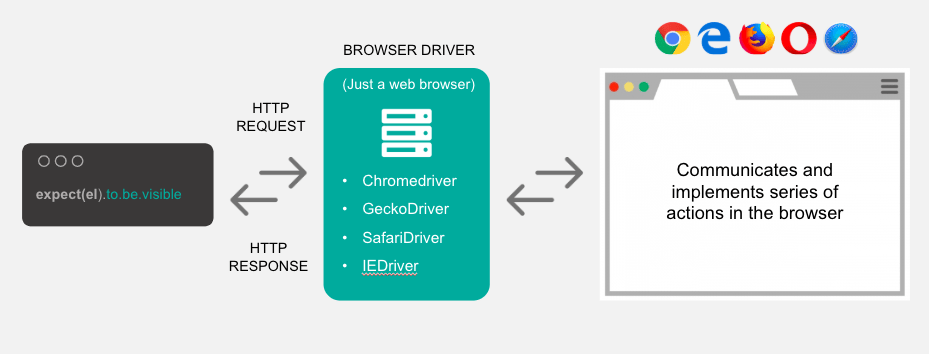 BROWSER DRIVER
(Just a web browser)
HTTP
REQUEST
expect(el).to.be.visible
HTTP
RESPONSE
• Chromedriver
• GeckoDriver
• SafariDriver
• IEDriver
Communicates and
implements series of
actions in the browser